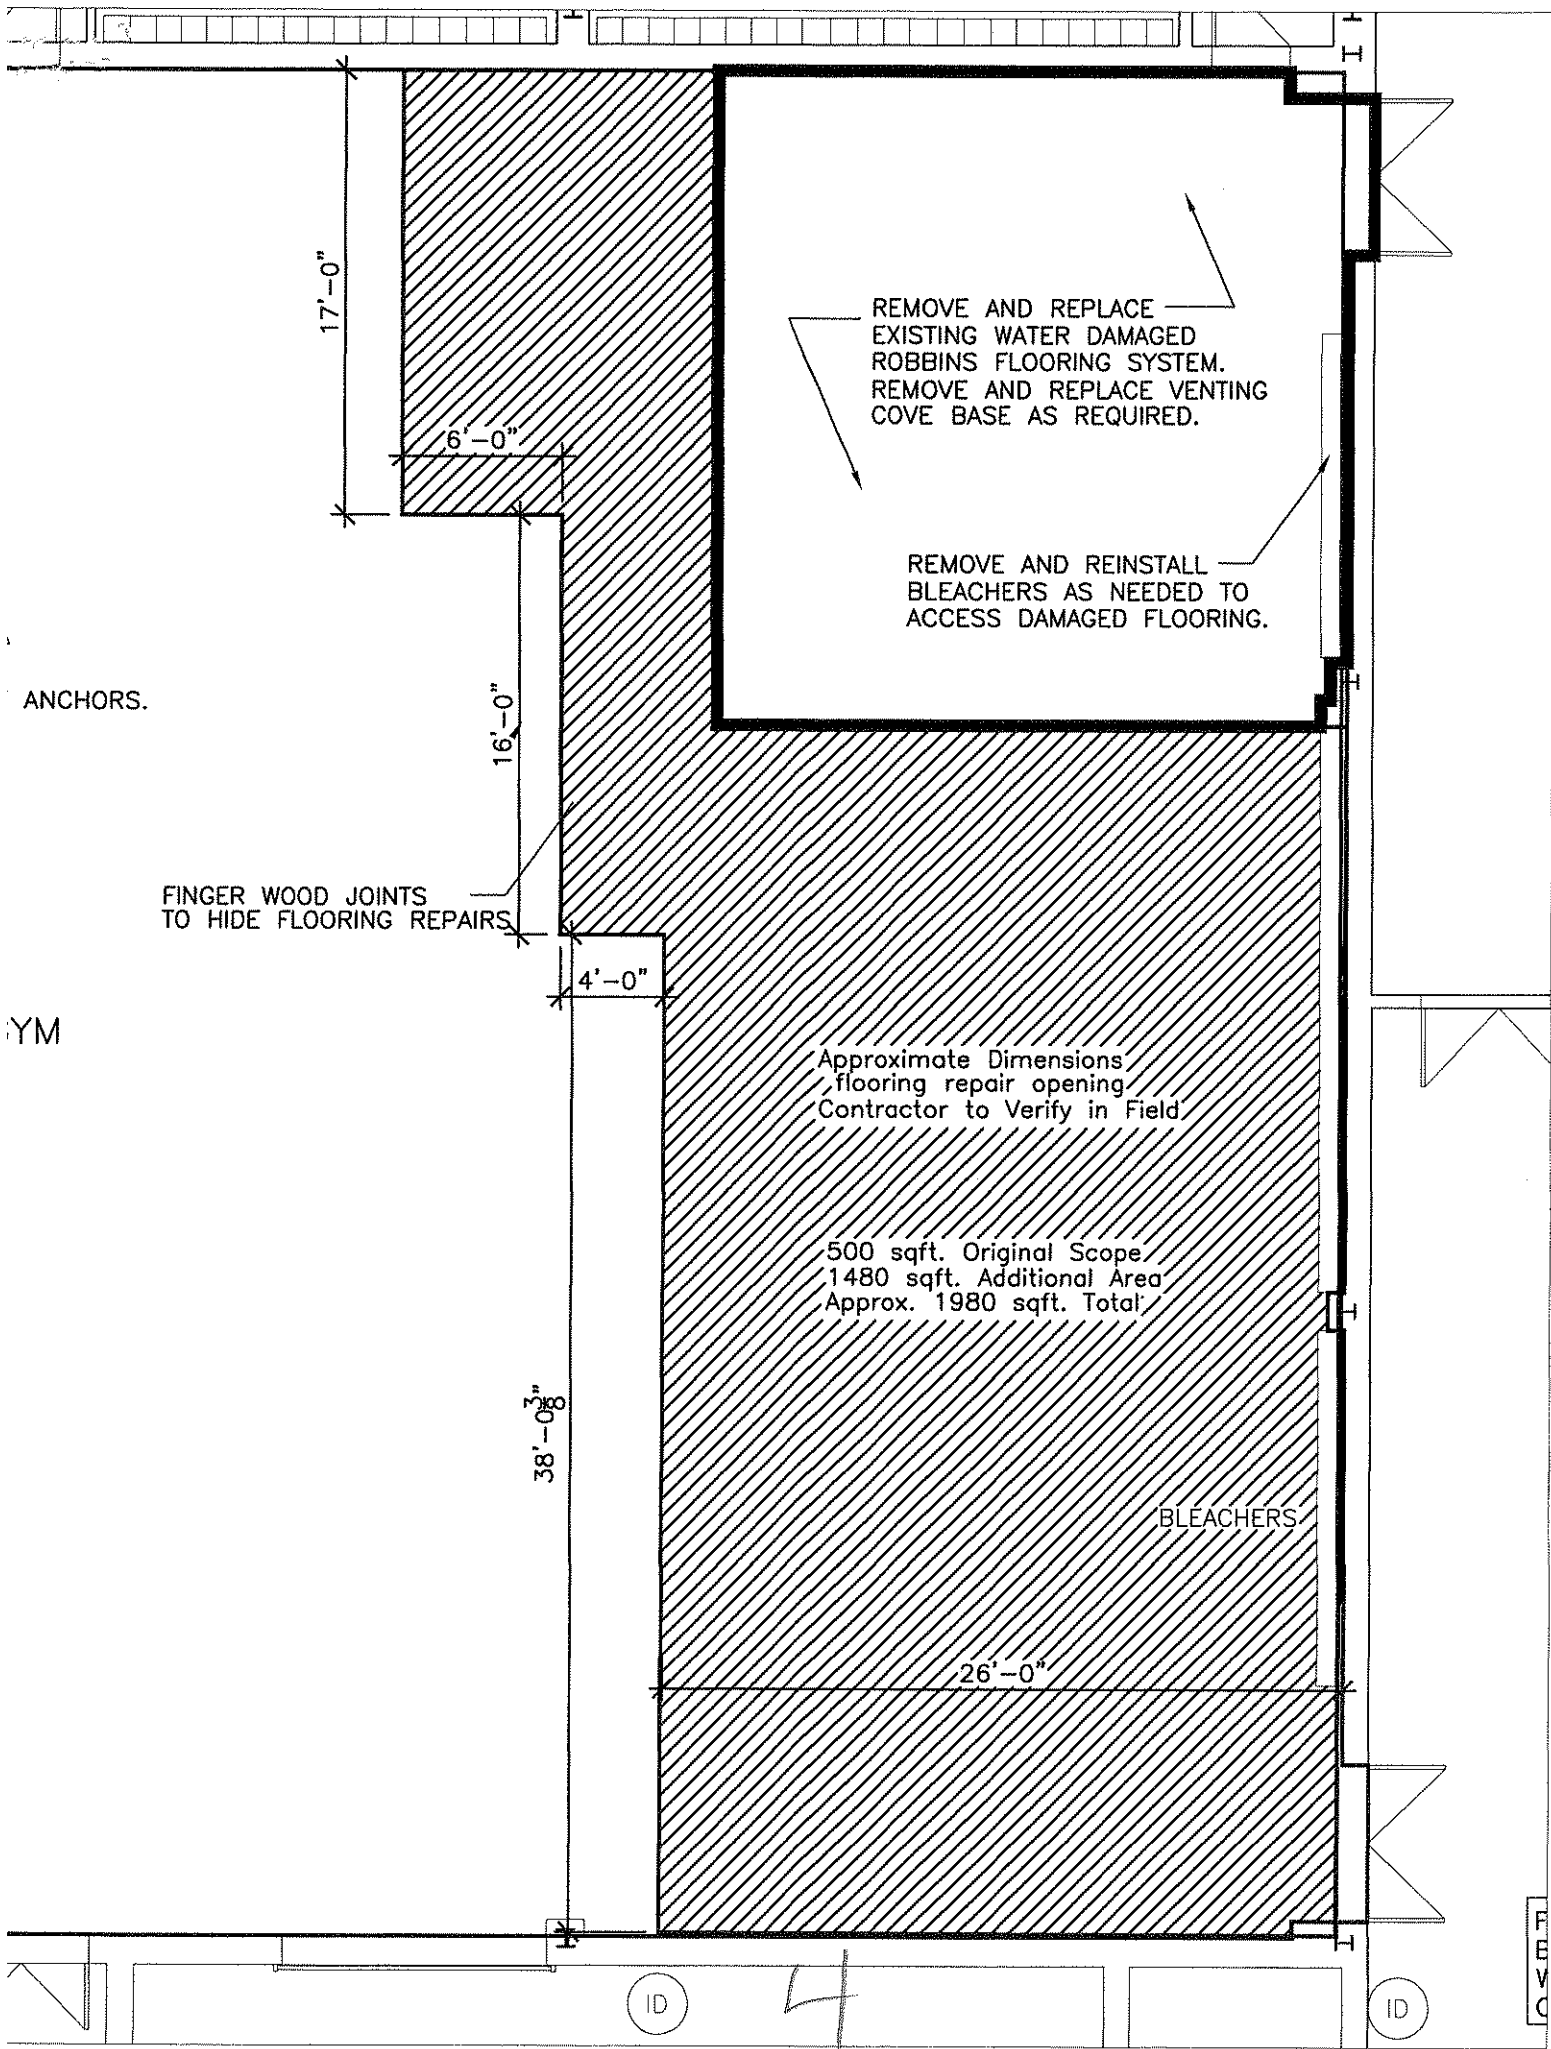 17'-0"
REMOVE AND REPLACE
EXISTING WATER DAMAGED
ROBBINS FLOORING SYSTEM.
REMOVE AND REPLACE VENTING
COVE BASE AS REQUIRED.
6'-0"
REMOVE AND REINSTALL
BLEACHERS AS NEEDED TO
ACCESS DAMAGED FLOORING.
ANCHORS.
16'-0"
FINGER WOOD JOINTS
TO HIDE FLOORING REPAIRS
4'-0"
YM
Approximate Dimensions
flooring repair opening
Contractor to Verify in Field
500 sqft. Original Scope
1480 sqft. Additional Area
Approx. 1980 sqft. Total
38'-0 3/8"
BLEACHERS
26'-0"
ID
4
ID